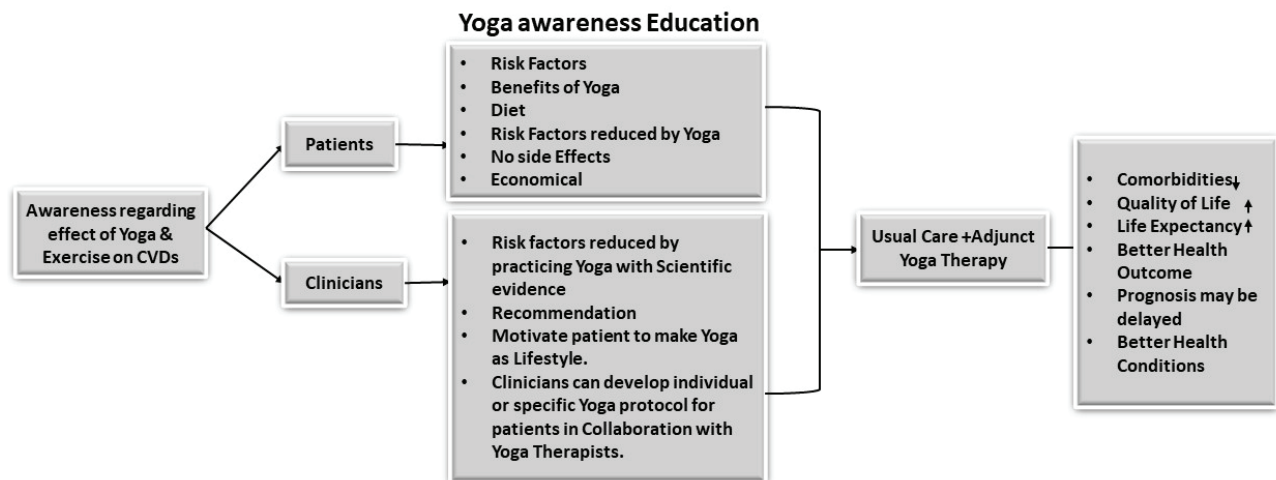 Yoga awareness Education
Awareness regarding
effect of Yoga &
Exercise on CVDs
Patients
• Risk Factors
• Benefits of Yoga
• Diet
• Risk Factors reduced by Yoga
• No side Effects
• Economical
Clinicians
• Risk factors reduced by
practicing Yoga with Scientific
evidence
• Recommendation
• Motivate patient to make Yoga
as Lifestyle.
• Clinicians can develop individual
or specific Yoga protocol for
patients in Collaboration with
Yoga Therapists.
Usual Care +Adjunct
Yoga Therapy
• Comorbidities↓
• Quality of Life ↑
• Life Expectancy↑
• Better Health
Outcome
• Prognosis may be
delayed
• Better Health
Conditions